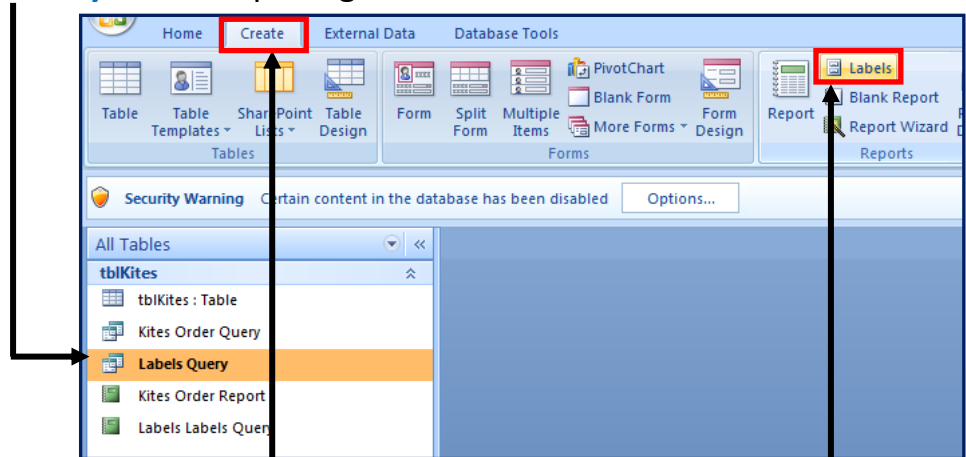 Home Create External Data Database Tools
Table Table Templates SharePoint Lists Table Design
Tables
Form Split Form Multiple Items PivotChart Blank Form More Forms Form Design
Forms
Report Labels Blank Report Report Wizard
Reports
Security Warning Certain content in the database has been disabled Options...
All Tables
tblKites
tblKites : Table
Kites Order Query
Labels Query
Kites Order Report
Labels Labels Query